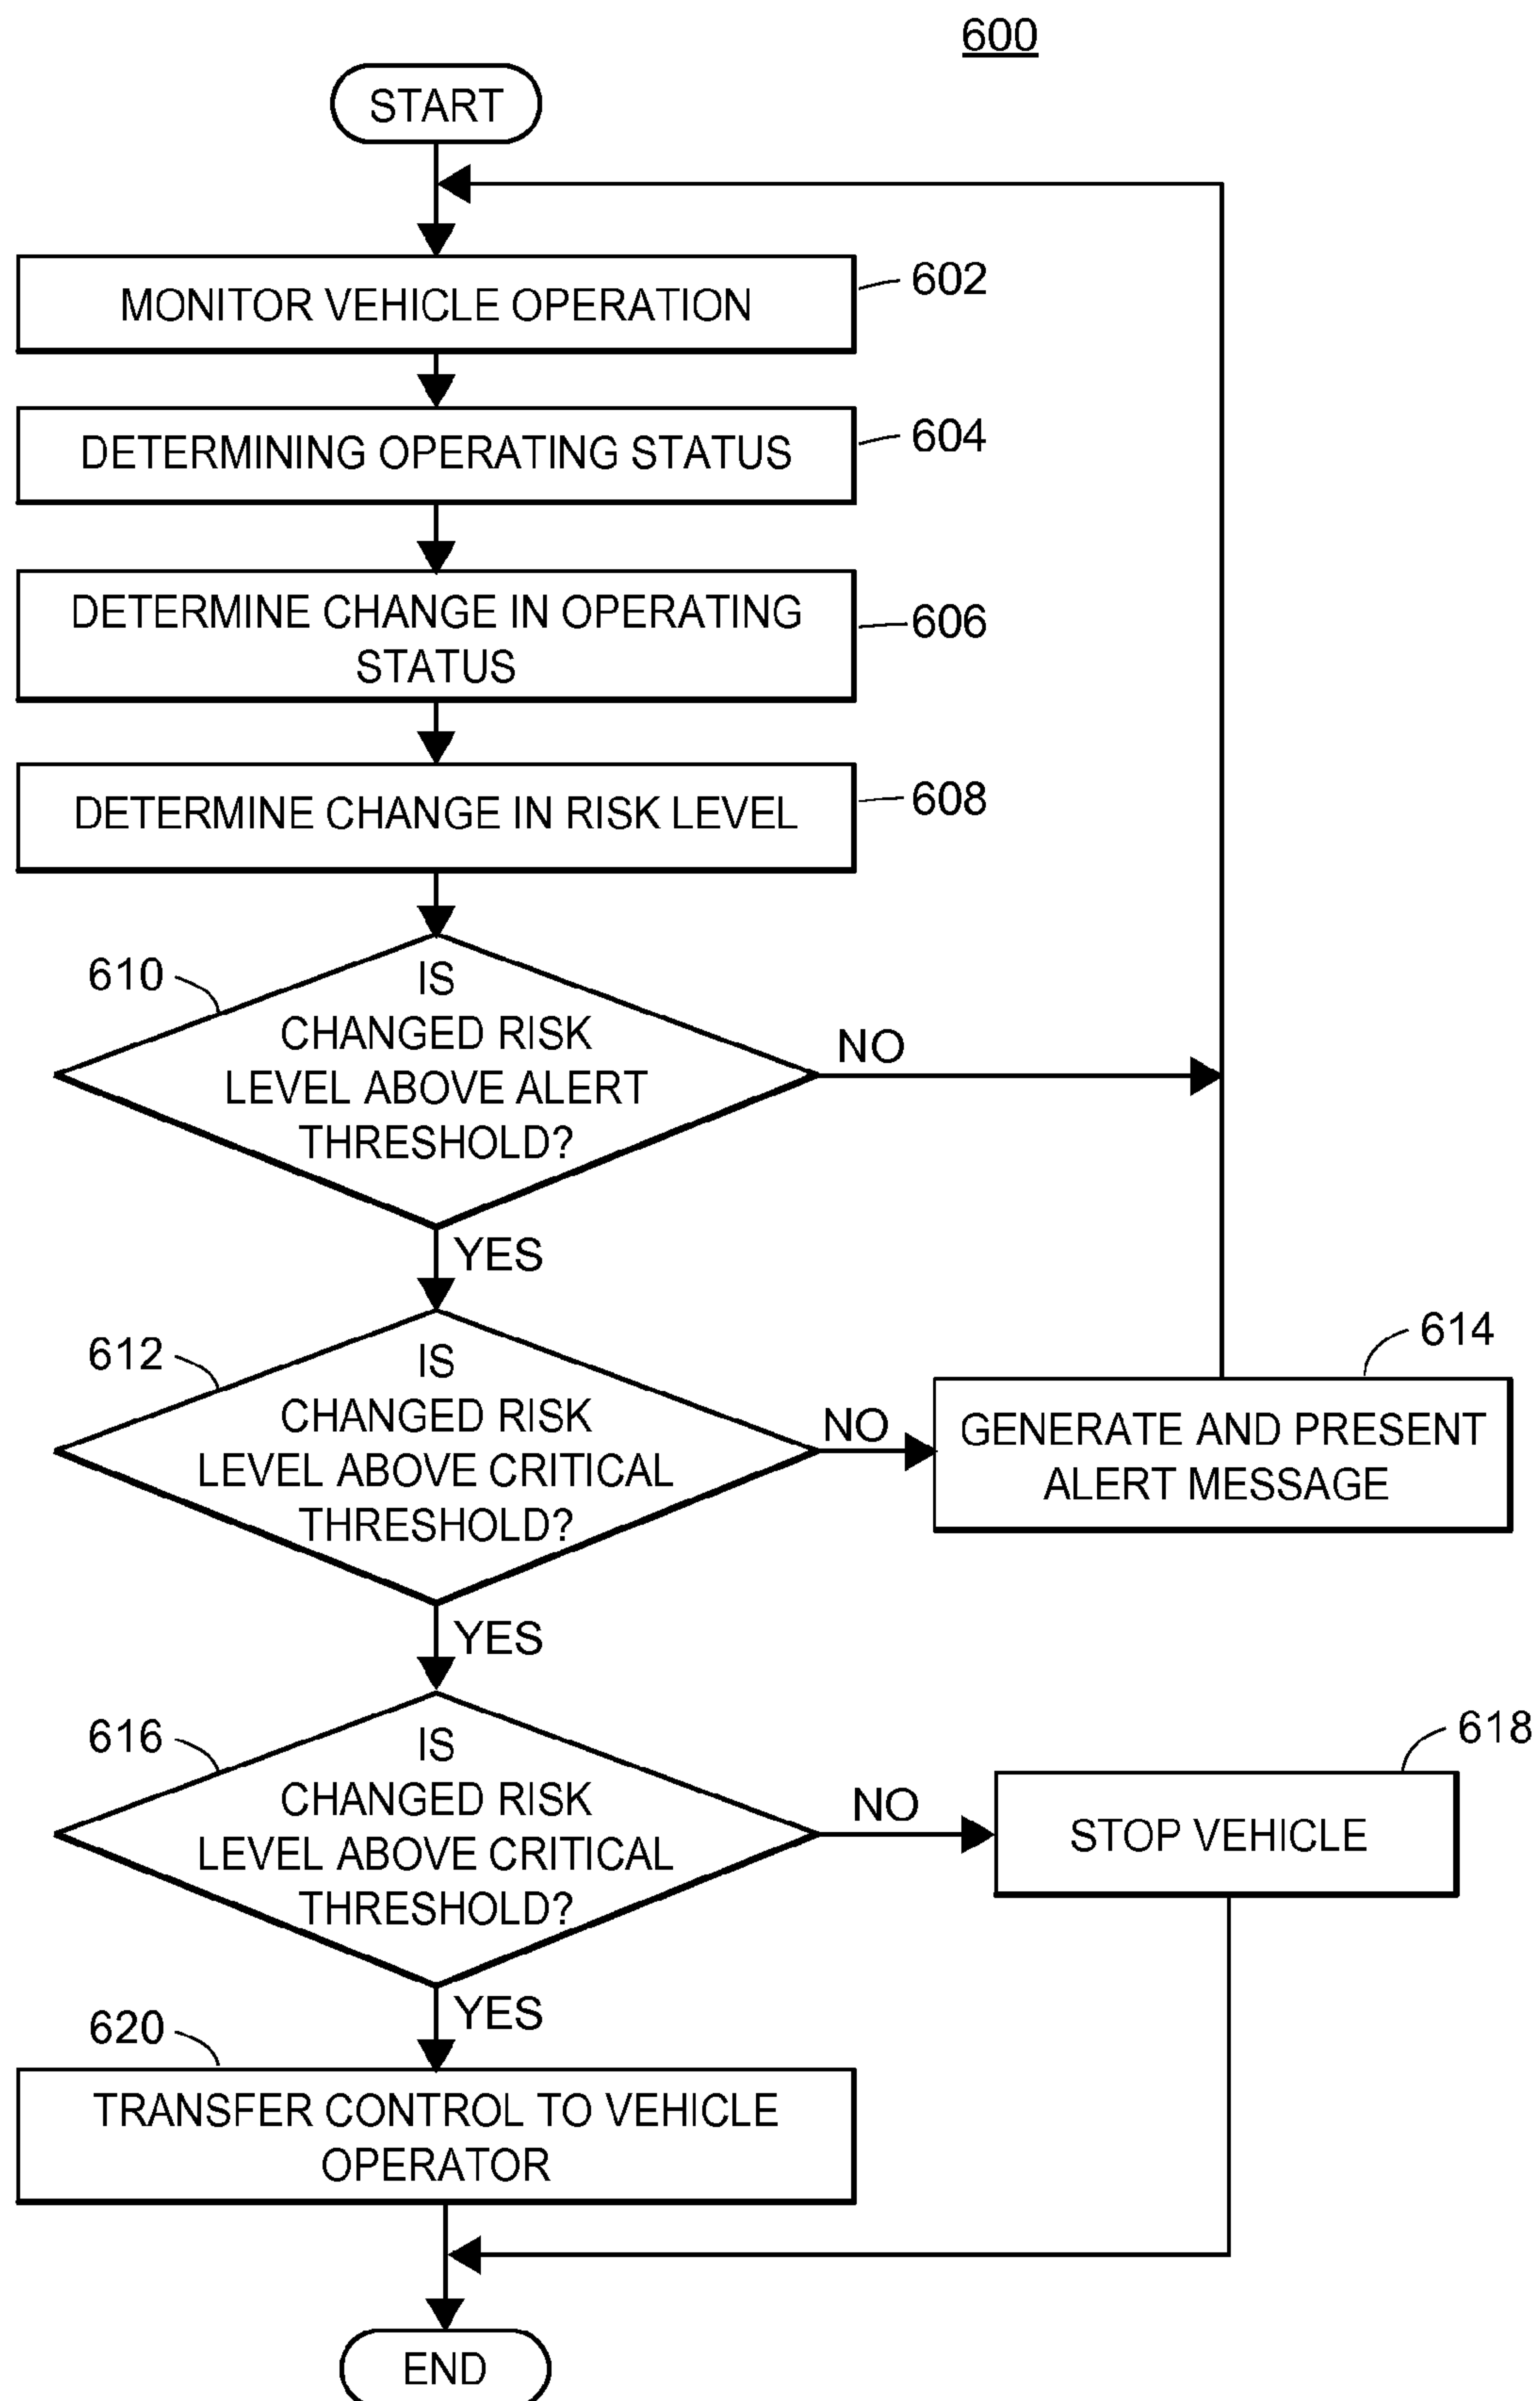 600
START
MONITOR VEHICLE OPERATION
602
DETERMINING OPERATING STATUS
604
DETERMINE CHANGE IN OPERATING
STATUS
606
DETERMINE CHANGE IN RISK LEVEL
608
610
IS
CHANGED RISK
LEVEL ABOVE ALERT
THRESHOLD?
NO
YES
612
IS
CHANGED RISK
LEVEL ABOVE CRITICAL
THRESHOLD?
NO
614
GENERATE AND PRESENT
ALERT MESSAGE
YES
616
IS
CHANGED RISK
LEVEL ABOVE CRITICAL
THRESHOLD?
NO
618
STOP VEHICLE
YES
620
TRANSFER CONTROL TO VEHICLE
OPERATOR
END